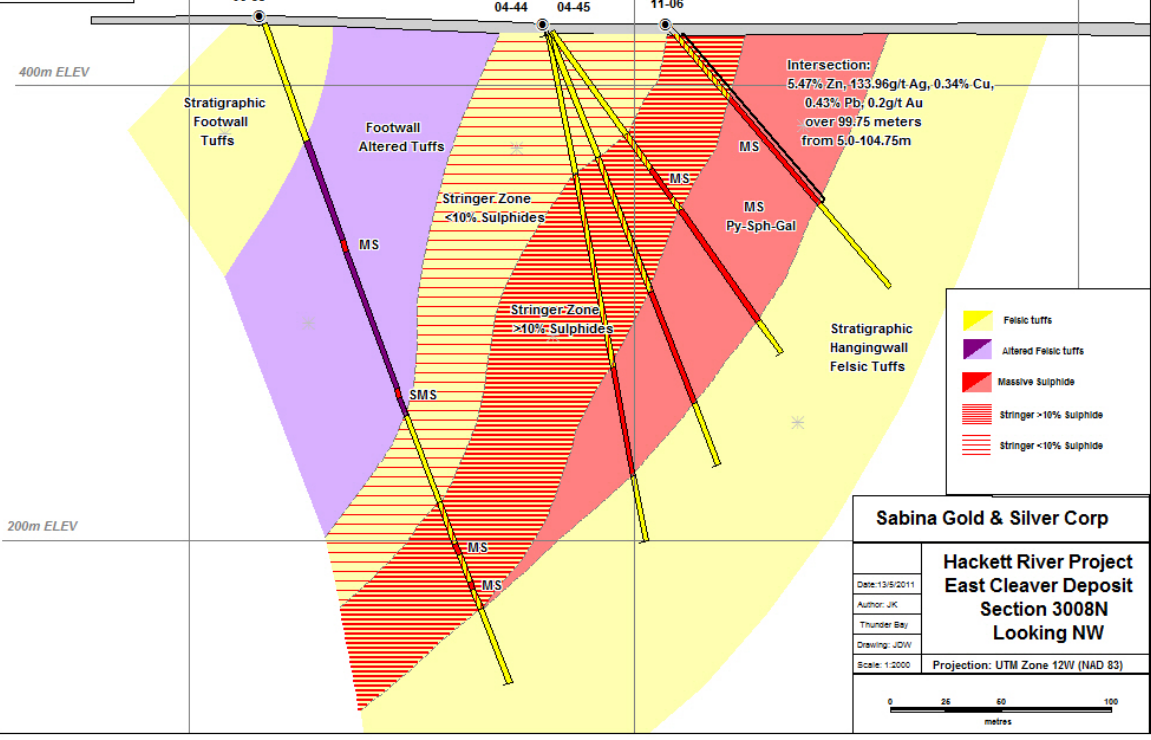 04-44 04-45 11-06
400m ELEV
Stratigraphic
Footwall
Tuffs
Footwall
Altered Tuffs
Intersection:
5.47% Zn, 133.96g/t Ag, 0.34% Cu,
0.43% Pb, 0.2g/t Au
over 99.75 meters
from 5.0-104.75m
MS
MS
MS
Py-Sph-Gal
Stringer Zone
<10% Sulphides
MS
Stringer Zone
>10% Sulphides
Stratigraphic
Hangingwall
Felsic Tuffs
SMS
200m ELEV
MS
MS
Felsic tuffs
Altered Felsic tuffs
Massive Sulphide
Stringer >10% Sulphide
Stringer <10% Sulphide
Sabina Gold & Silver Corp
Hackett River Project
East Cleaver Deposit
Section 3008N
Looking NW
Date:13/5/2011
Author: JK
Thunder Bay
Drawing: JDW
Scale: 1:2000
Projection: UTM Zone 12W (NAD 83)
0 25 50 100
metres